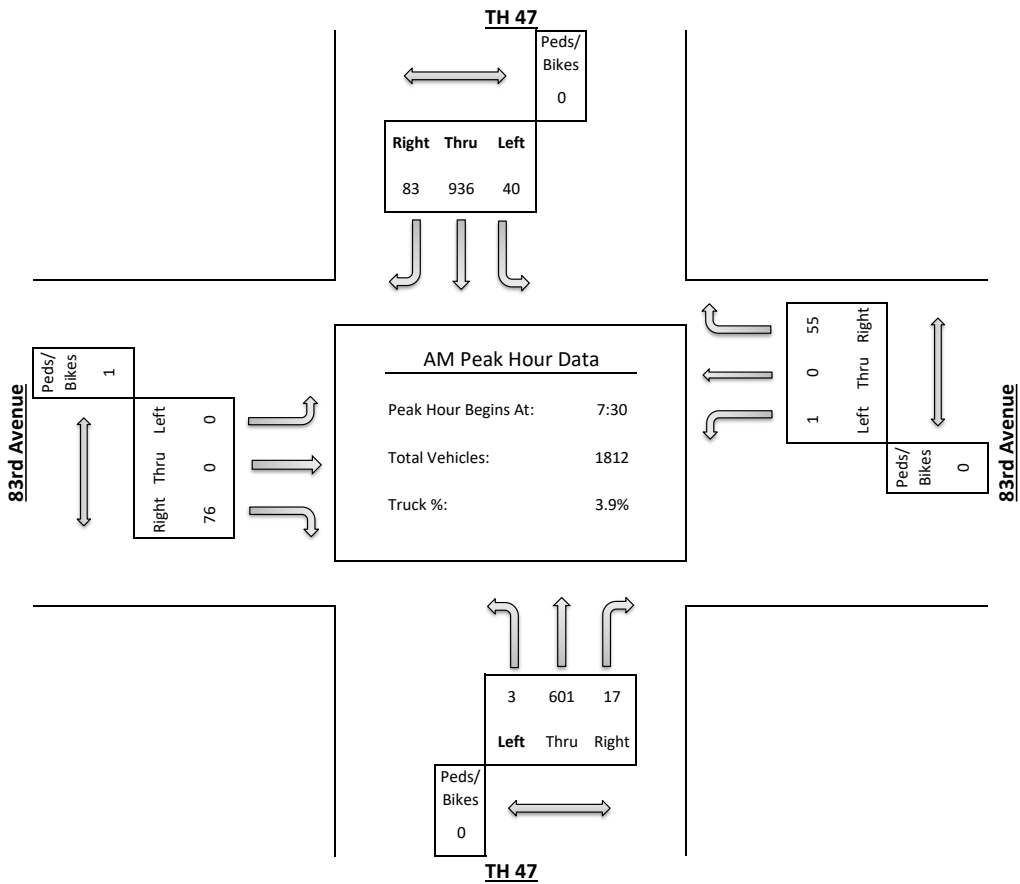 TH 47
Peds/
Bikes
0
Right Thru Left
83 936 40
83rd Avenue
Peds/
Bikes
1
Right Thru Left
76 0 0
AM Peak Hour Data
Peak Hour Begins At: 7:30
Total Vehicles: 1812
Truck %: 3.9%
55 Right
0 Thru
1 Left
Peds/
Bikes
0
83rd Avenue
3 601 17
Left Thru Right
Peds/
Bikes
0
TH 47